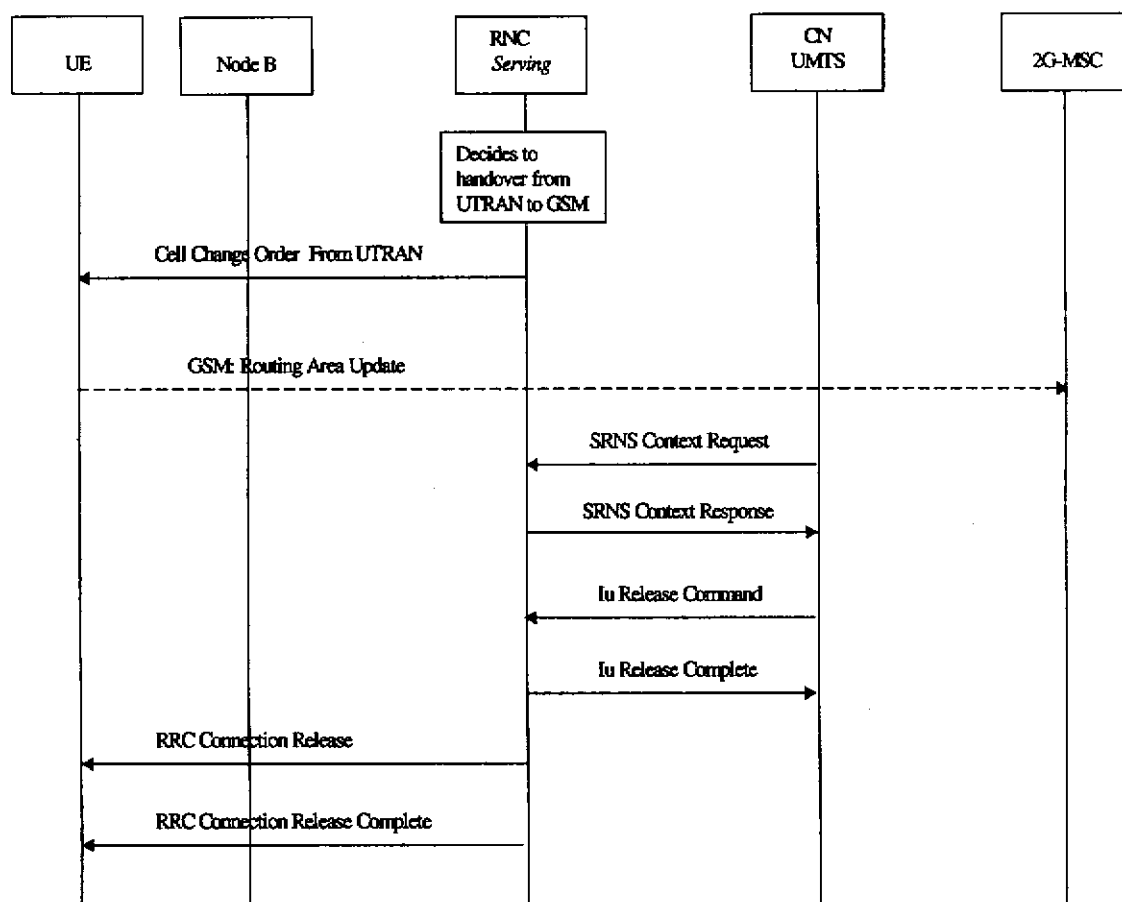 UE
Node B
RNC
Serving
CN
UMTS
2G-MSC
Decides to
handover from
UTRAN to GSM
Cell Change Order From UTRAN
GSM: Routing Area Update
SRNS Context Request
SRNS Context Response
Iu Release Command
Iu Release Complete
RRC Connection Release
RRC Connection Release Complete